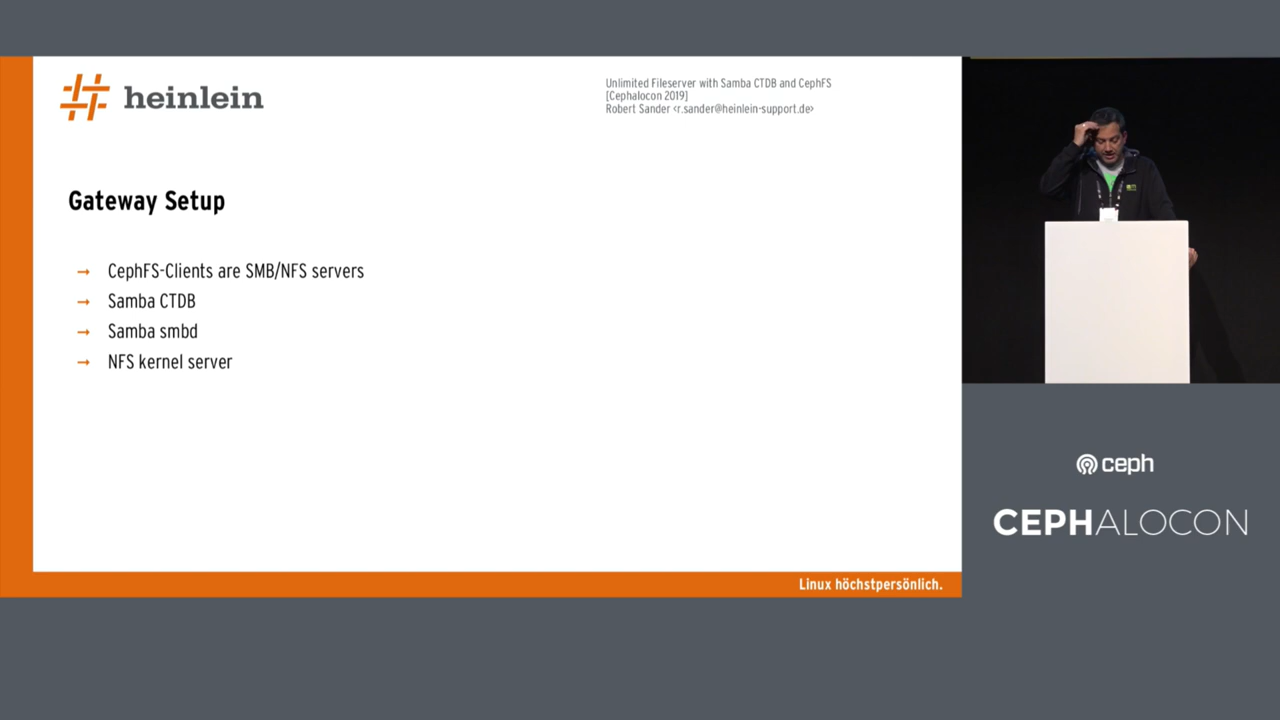 heinlein
Unlimited Fileserver with Samba CTDB and CephFS
[Cephalocon 2019]
Robert Sander <r.sander@heinlein-support.de>
Gateway Setup
→ CephFS-Clients are SMB/NFS servers
→ Samba CTDB
→ Samba smbd
→ NFS kernel server
Linux höchstpersönlich.
ceph
CEPHALOCON